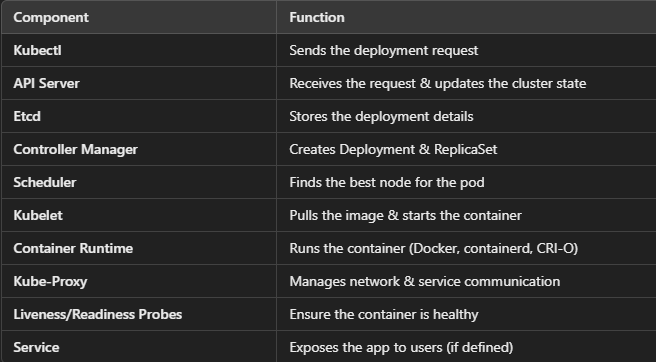 Component Function
Kubectl Sends the deployment request
API Server Receives the request & updates the cluster state
Etcd Stores the deployment details
Controller Manager Creates Deployment & ReplicaSet
Scheduler Finds the best node for the pod
Kubelet Pulls the image & starts the container
Container Runtime Runs the container (Docker, containerd, CRI-O)
Kube-Proxy Manages network & service communication
Liveness/Readiness Probes Ensure the container is healthy
Service Exposes the app to users (if defined)